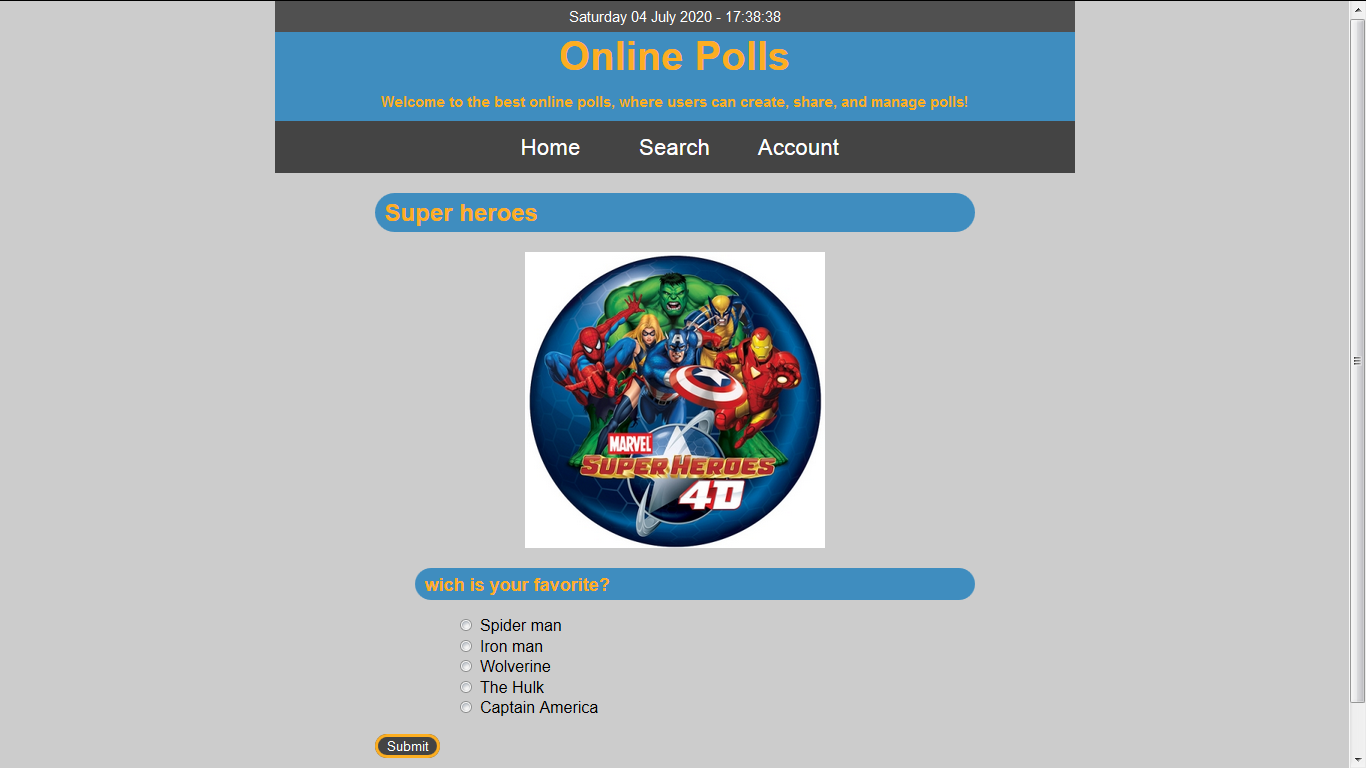 Saturday 04 July 2020 - 17:38:38
Online Polls
Welcome to the best online polls, where users can create, share, and manage polls!
Home Search Account
Super heroes
MARVEL
SUPER HEROES
4D
wich is your favorite?
Spider man
Iron man
Wolverine
The Hulk
Captain America
Submit